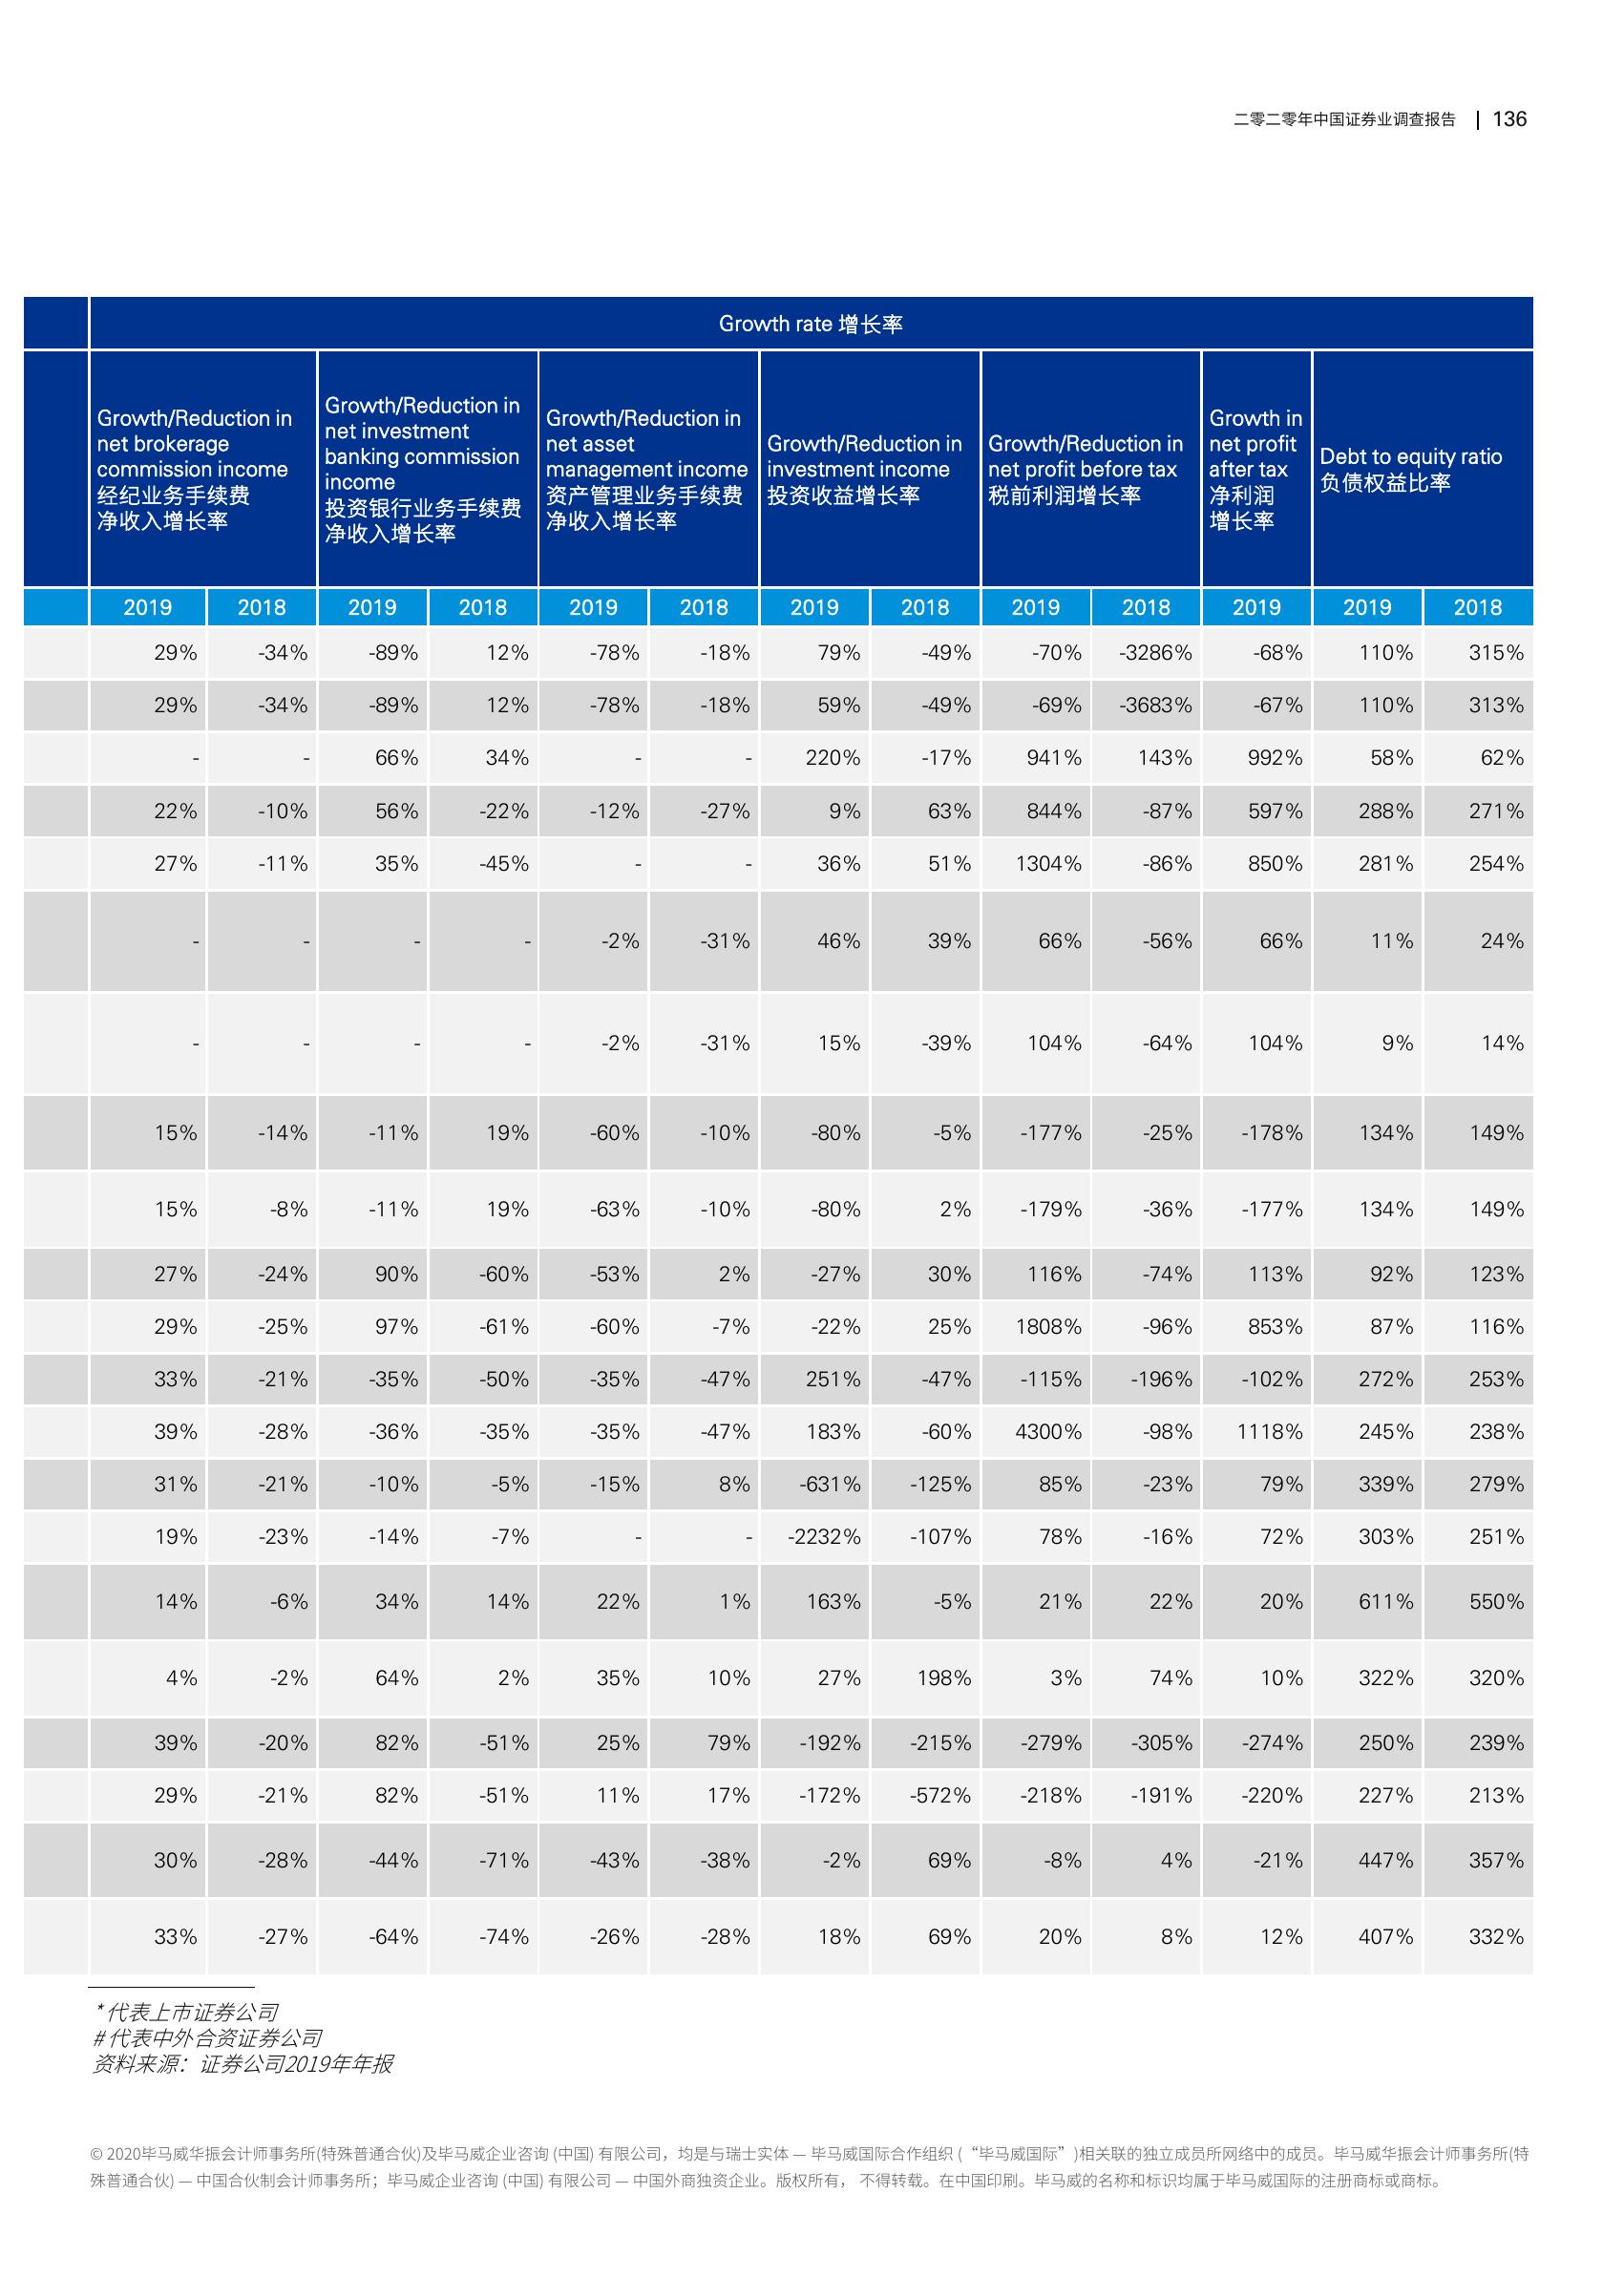 二零二零年中国证券业调查报告 | 136
Growth rate 增长率
Growth/Reduction in
net brokerage
commission income
经纪业务手续费
净收入增长率
Growth/Reduction in
net investment
banking commission
income
投资银行业务手续费
净收入增长率
Growth/Reduction in
net asset
management income
资产管理业务手续费
净收入增长率
Growth/Reduction in
investment income
投资收益增长率
Growth/Reduction in
net profit before tax
税前利润增长率
Growth in
net profit
after tax
净利润
增长率
Debt to equity ratio
负债权益比率
2019 2018 2019 2018 2019 2018 2019 2018 2019 2018 2019 2019 2018
29% -34% -89% 12% -78% -18% 79% -49% -70% -3286% -68% 110% 315%
29% -34% -89% 12% -78% -18% 59% -49% -69% -3683% -67% 110% 313%
- - 66% 34% - - 220% -17% 941% 143% 992% 58% 62%
22% -10% 56% -22% -12% -27% 9% 63% 844% -87% 597% 288% 271%
27% -11% 35% -45% - - 36% 51% 1304% -86% 850% 281% 254%
- - - - -2% -31% 46% 39% 66% -56% 66% 11% 24%
- - - - -2% -31% 15% -39% 104% -64% 104% 9% 14%
15% -14% -11% 19% -60% -10% -80% -5% -177% -25% -178% 134% 149%
15% -8% -11% 19% -63% -10% -80% 2% -179% -36% -177% 134% 149%
27% -24% 90% -60% -53% 2% -27% 30% 116% -74% 113% 92% 123%
29% -25% 97% -61% -60% -7% -22% 25% 1808% -96% 853% 87% 116%
33% -21% -35% -50% -35% -47% 251% -47% -115% -196% -102% 272% 253%
39% -28% -36% -35% -35% -47% 183% -60% 4300% -98% 1118% 245% 238%
31% -21% -10% -5% -15% 8% -631% -125% 85% -23% 79% 339% 279%
19% -23% -14% -7% - - -2232% -107% 78% -16% 72% 303% 251%
14% -6% 34% 14% 22% 1% 163% -5% 21% 22% 20% 611% 550%
4% -2% 64% 2% 35% 10% 27% 198% 3% 74% 10% 322% 320%
39% -20% 82% -51% 25% 79% -192% -215% -279% -305% -274% 250% 239%
29% -21% 82% -51% 11% 17% -172% -572% -218% -191% -220% 227% 213%
30% -28% -44% -71% -43% -38% -2% 69% -8% 4% -21% 447% 357%
33% -27% -64% -74% -26% -28% 18% 69% 20% 8% 12% 407% 332%
*代表上市证券公司
#代表中外合资证券公司
资料来源：证券公司2019年年报
© 2020毕马威华振会计师事务所(特殊普通合伙)及毕马威企业咨询 (中国) 有限公司，均是与瑞士实体 — 毕马威国际合作组织 (“毕马威国际”)相关联的独立成员所网络中的成员。毕马威华振会计师事务所(特
殊普通合伙) — 中国合伙制会计师事务所；毕马威企业咨询 (中国) 有限公司 — 中国外商独资企业。版权所有， 不得转载。在中国印刷。毕马威的名称和标识均属于毕马威国际的注册商标或商标。